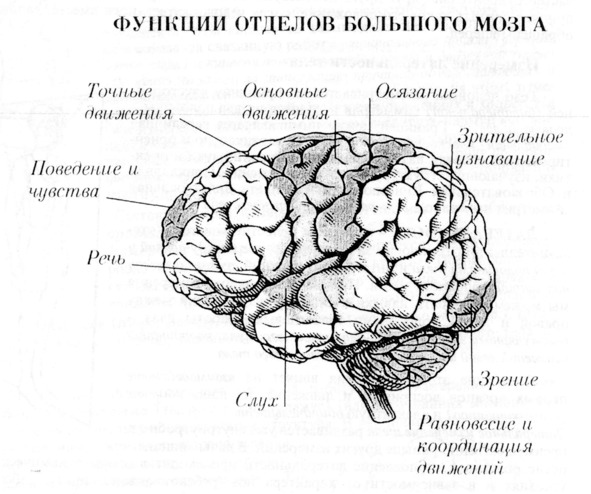 ФУНКЦИИ ОТДЕЛОВ БОЛЬШОГО МОЗГА
Точные
движения
Основные
движения
Осязание
Зрительное
узнавание
Поведение и
чувства
Речь
Слух
Зрение
Равновесие и
координация
движений